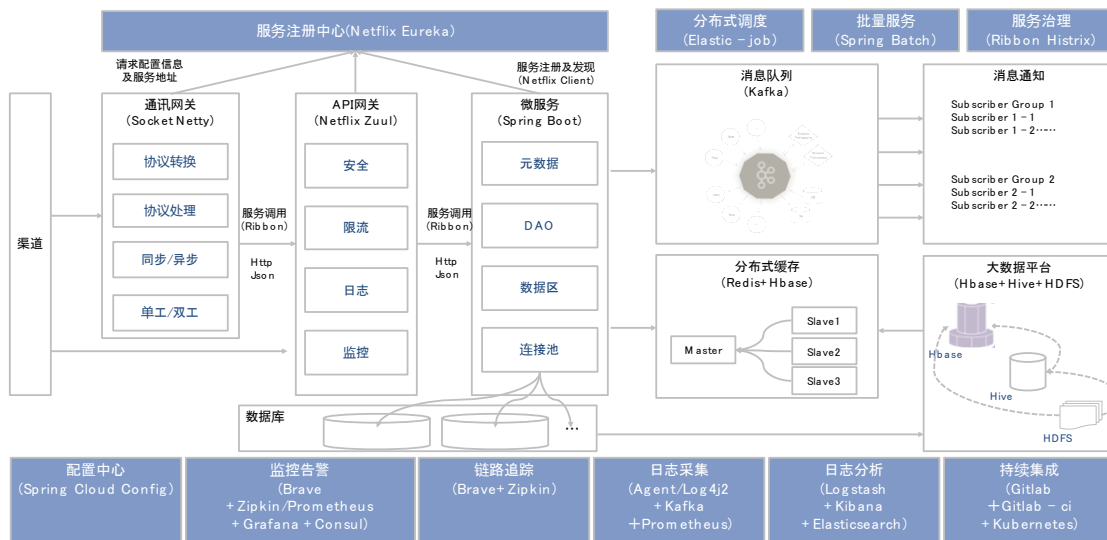 服务注册中心(Netflix Eureka)
分布式调度
(Elastic – job)
批量服务
(Spring Batch)
服务治理
(Ribbon Histrix)
请求配置信息
及服务地址
服务注册及发现
(Netflix Client)
渠道
通讯网关
(Socket Netty)
协议转换
协议处理
同步/异步
单工/双工
服务调用
(Ribbon)
Http
Json
API网关
(Netflix Zuul)
安全
限流
日志
监控
服务调用
(Ribbon)
Http
Json
微服务
(Spring Boot)
元数据
DAO
数据区
连接池
消息队列
(Kafka)
消息通知
Subscriber Group 1
Subscriber 1-1
Subscriber 1-2……
Subscriber Group 2
Subscriber 2-1
Subscriber 2-2……
分布式缓存
(Redis+Hbase)
Master
Slave1
Slave2
Slave3
大数据平台
(Hbase+Hive+HDFS)
Hbase
Hive
HDFS
数据库
…
配置中心
(Spring Cloud Config)
监控告警
(Brave
+Zipkin/Prometheus
+Grafana+Consul)
链路追踪
(Brave+Zipkin)
日志采集
(Agent/Log4j2
+Kafka
＋Prometheus)
日志分析
(Logstash
+Kibana
+Elasticsearch)
持续集成
(Gitlab
＋Gitlab – ci
+Kubernetes)